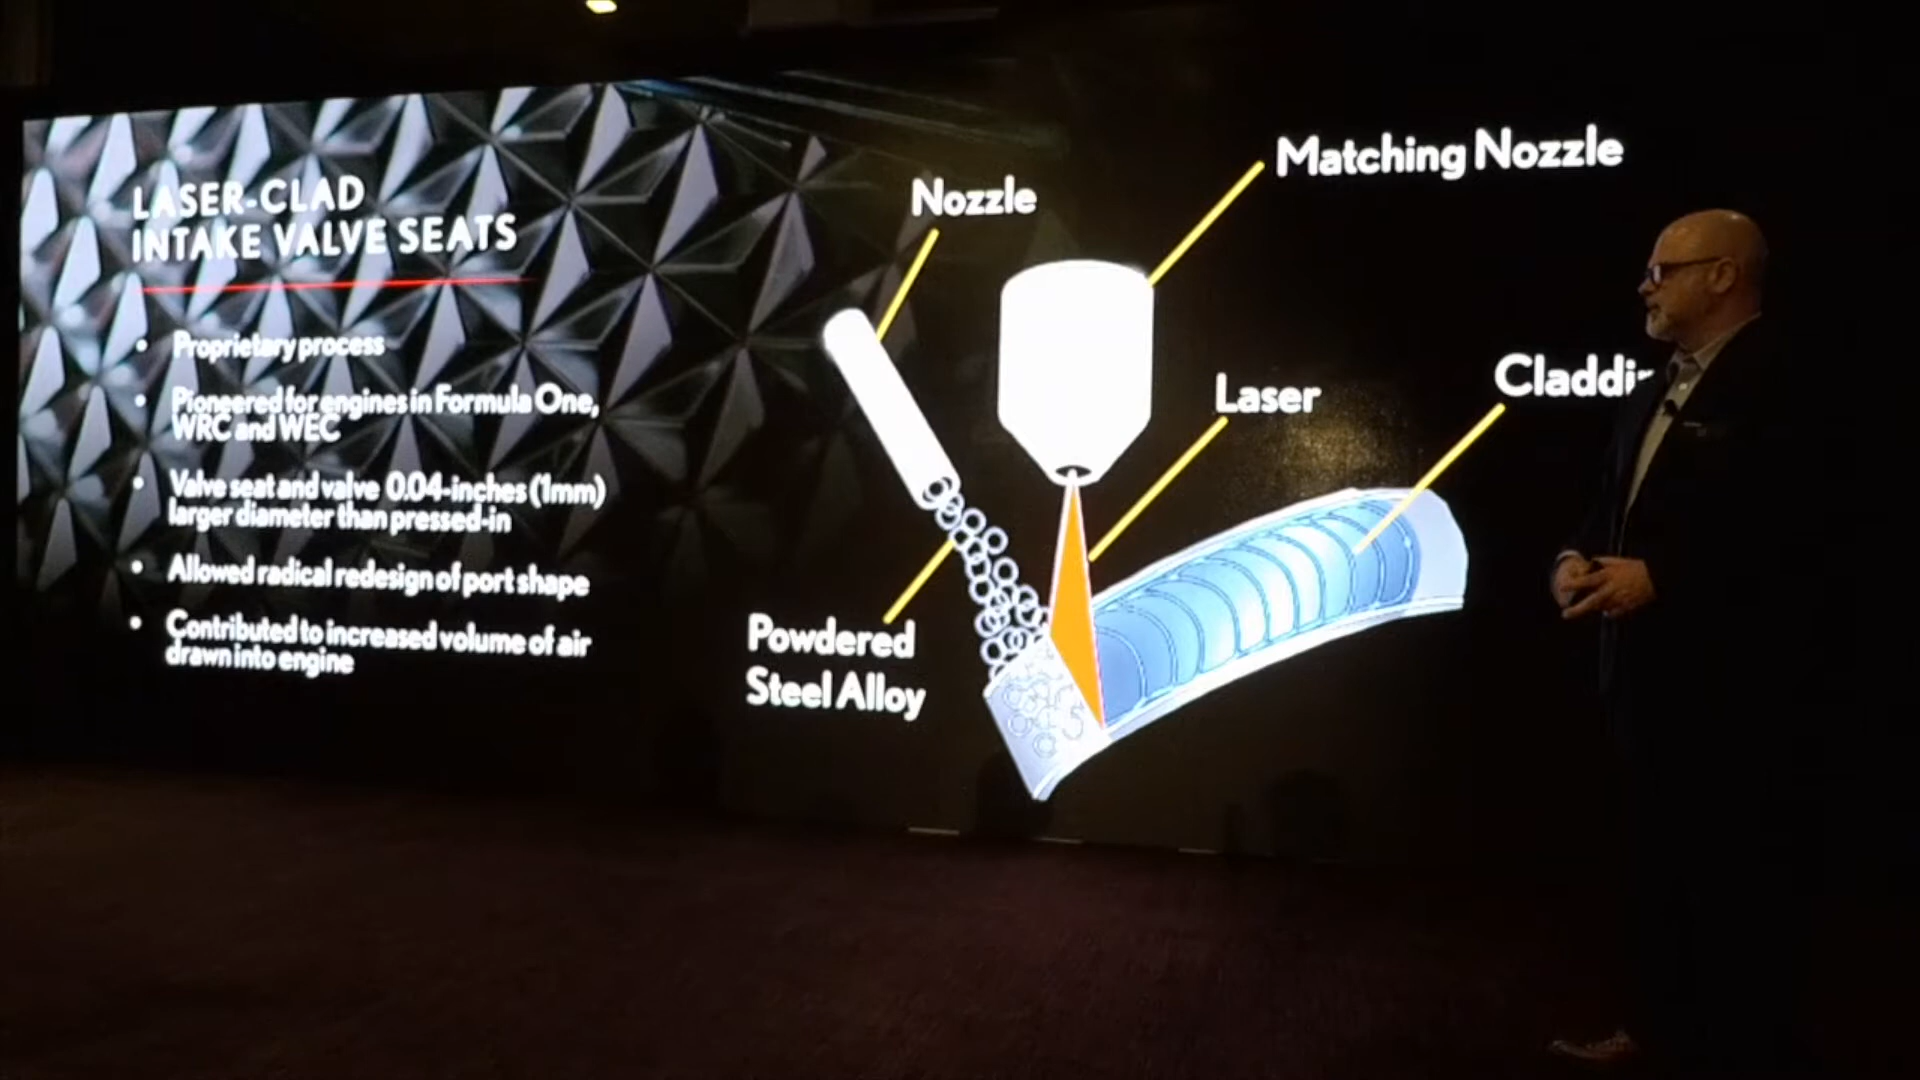 LASER-CLAD
INTAKE VALVE SEATS
• Proprietary process
• Pioneered for engines in Formula One,
WRC and WEC
• Valve seat and valve 0.04-inches (1mm)
larger diameter than pressed-in
• Allowed radical redesign of port shape
• Contributed to increased volume of air
drawn into engine
Nozzle
Matching Nozzle
Laser
Powdered
Steel Alloy